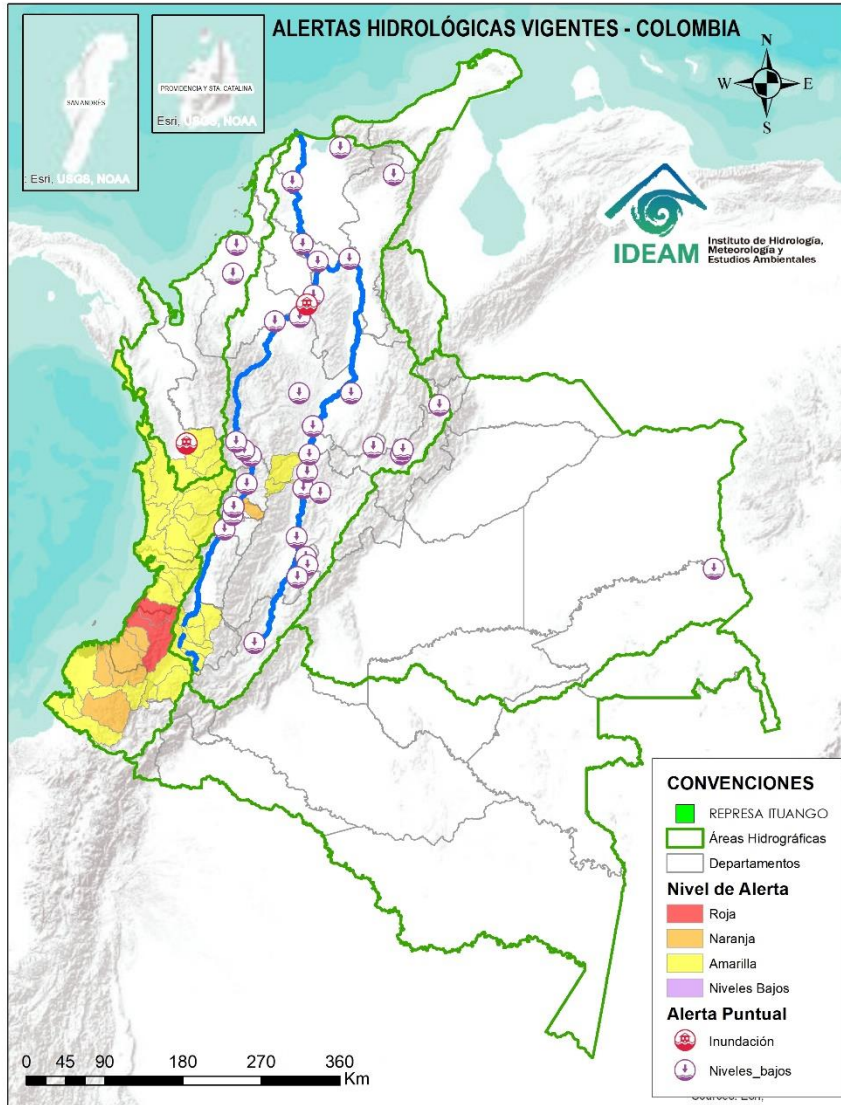 ALERTAS HIDROLÓGICAS VIGENTES - COLOMBIA
SAN ANDRÉS
: Esri, USGS, NOAA
PROVIDENCIA Y STA. CATALINA
Esri, USGS, NOAA
N
W
E
S
IDEAM
Instituto de Hidrología,
Meteorología y
Estudios Ambientales
CONVENCIONES
REPRESA ITUANGO
Áreas Hidrográficas
Departamentos
Nivel de Alerta
Roja
Naranja
Amarilla
Niveles Bajos
Alerta Puntual
Inundación
Niveles_bajos
0 45 90 180 270 360
Km
Sources: Esri,